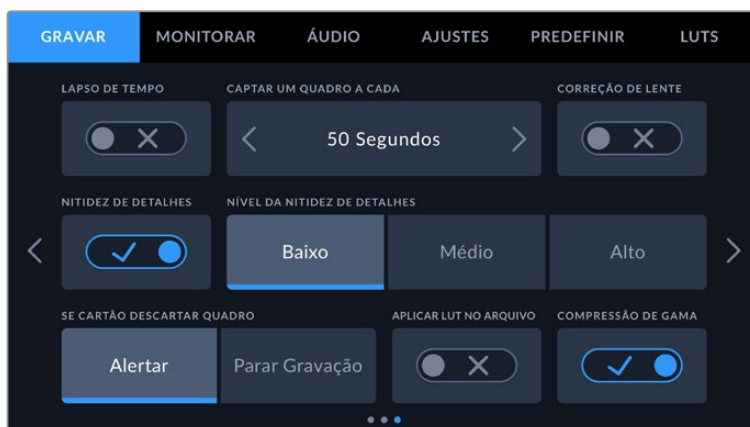 GRAVAR MONITORAR ÁUDIO AJUSTES PREDEFINIR LUTS
LAPSO DE TEMPO CAPTAR UM QUADRO A CADA CORREÇÃO DE LENTE
50 Segundos
NITIDEZ DE DETALHES NÍVEL DA NITIDEZ DE DETALHES
Baixo Médio Alto
SE CARTÃO DESCARTAR QUADRO APLICAR LUT NO ARQUIVO COMPRESSÃO DE GAMA
Alertar Parar Gravação